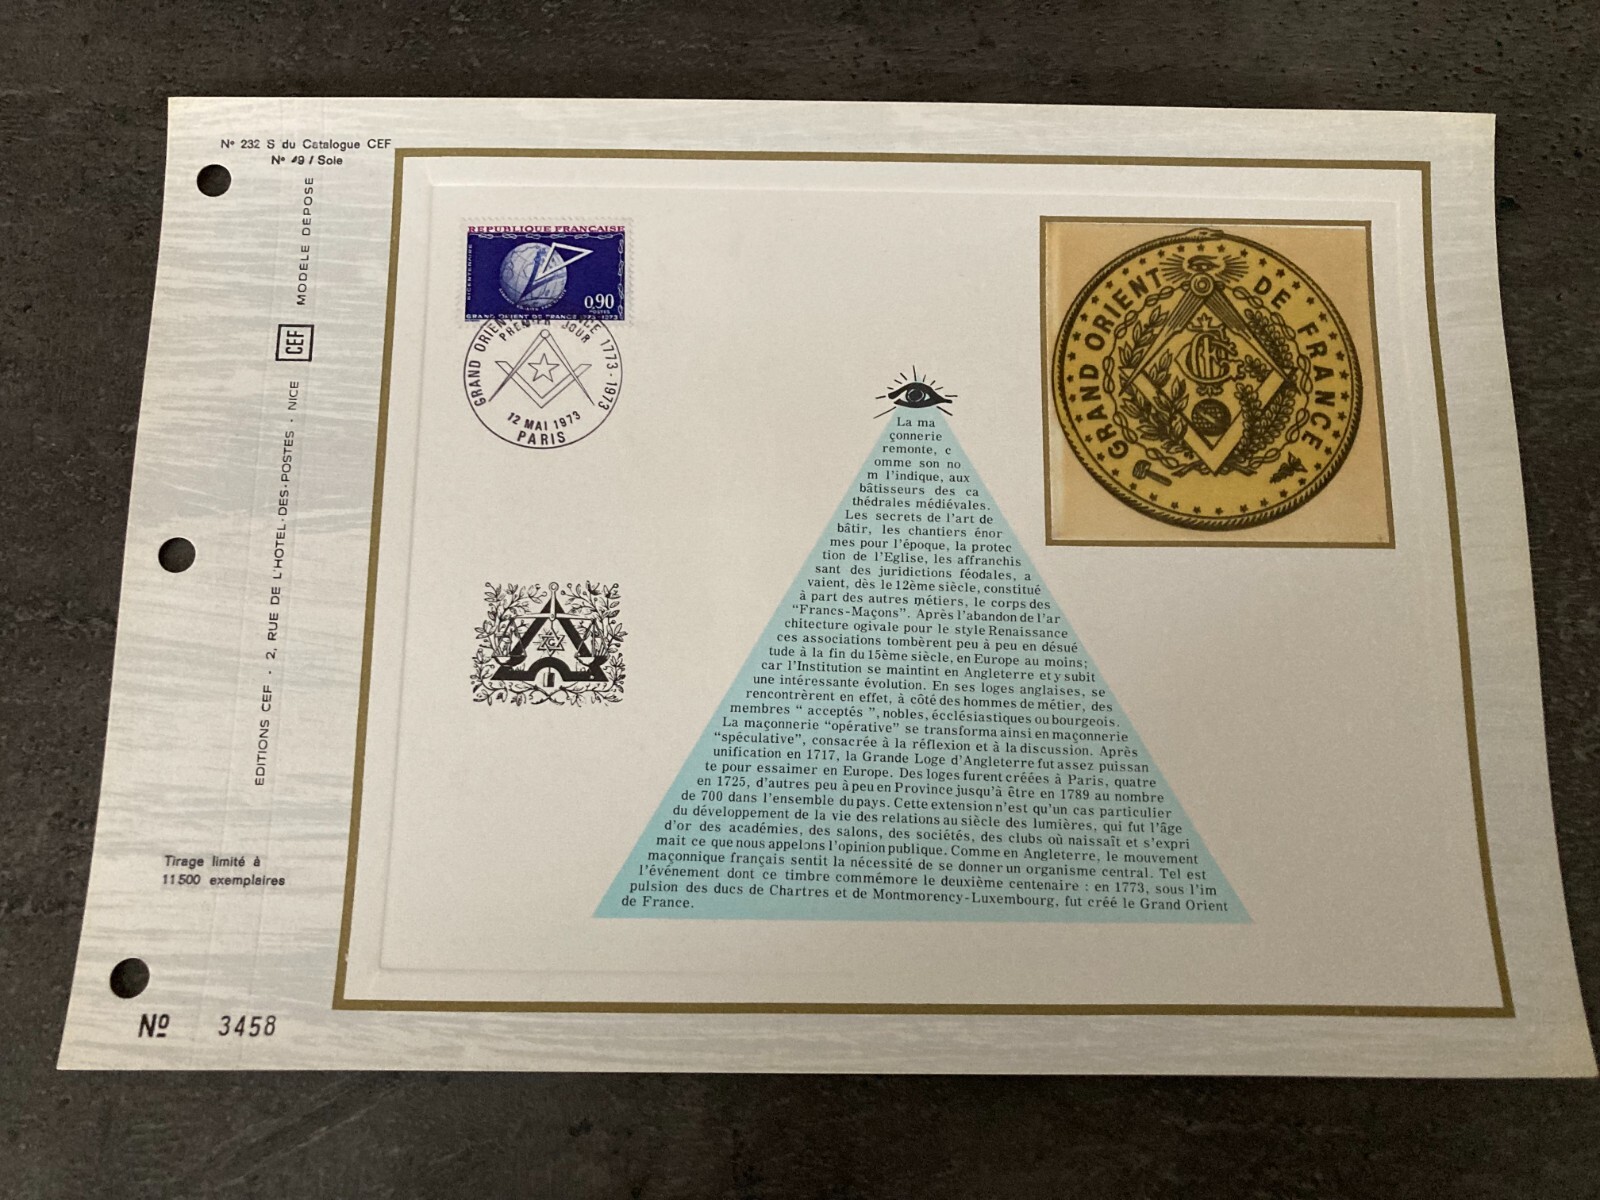 N° 232 S du Catalogue CEF
N° 49 / Soie
EDITIONS CEF · 2, RUE DE L'HOTEL·DES·POSTES · NICE CEF MODELE DEPOSE
REPUBLIQUE FRANCAISE
BICENTENAIRE
0,90
POSTES
GRAND ORIENT DE FRANCE 1773-1973
GRAND ORIENT CE 1773-1973
PREMIER JOUR
12 MAI 1973
PARIS
GRAND ORIENT DE FRANCE
La ma
çonnerie
remonte, c
omme son no
m l'indique, aux
bâtisseurs des ca
thédrales médiévales.
Les secrets de l'art de
bâtir, les chantiers énor
mes pour l'époque, la protec
tion de l'Eglise, les affranchis
sant des juridictions féodales, a
vaient, dès le 12ème siècle, constitué
à part des autres métiers, le corps des
"Francs-Maçons". Après l'abandon de l'ar
chitecture ogivale pour le style Renaissance
ces associations tombèrent peu à peu en désué
tude à la fin du 15ème siècle, en Europe au moins;
car l'Institution se maintint en Angleterre et y subit
une intéressante évolution. En ses loges anglaises, se
rencontrèrent en effet, à côté des hommes de métier, des
membres " acceptés ", nobles, écclésiastiques ou bourgeois.
La maçonnerie "opérative" se transforma ainsi en maçonnerie
"spéculative", consacrée à la réflexion et à la discussion. Après
unification en 1717, la Grande Loge d'Angleterre fut assez puissan
te pour essaimer en Europe. Des loges furent créées à Paris, quatre
en 1725, d'autres peu à peu en Province jusqu'à être en 1789 au nombre
de 700 dans l'ensemble du pays. Cette extension n'est qu'un cas particulier
du développement de la vie des relations au siècle des lumières, qui fut l'âge
d'or des académies, des salons, des sociétés, des clubs où naissaît et s'expri
mait ce que nous appelons l'opinion publique. Comme en Angleterre, le mouvement
maçonnique français sentit la nécessité de se donner un organisme central. Tel est
l'événement dont ce timbre commémore le deuxième centenaire : en 1773, sous l'im
pulsion des ducs de Chartres et de Montmorency-Luxembourg, fut créé le Grand Orient
de France.
Tirage limité à
11500 exemplaires
Nº 3458